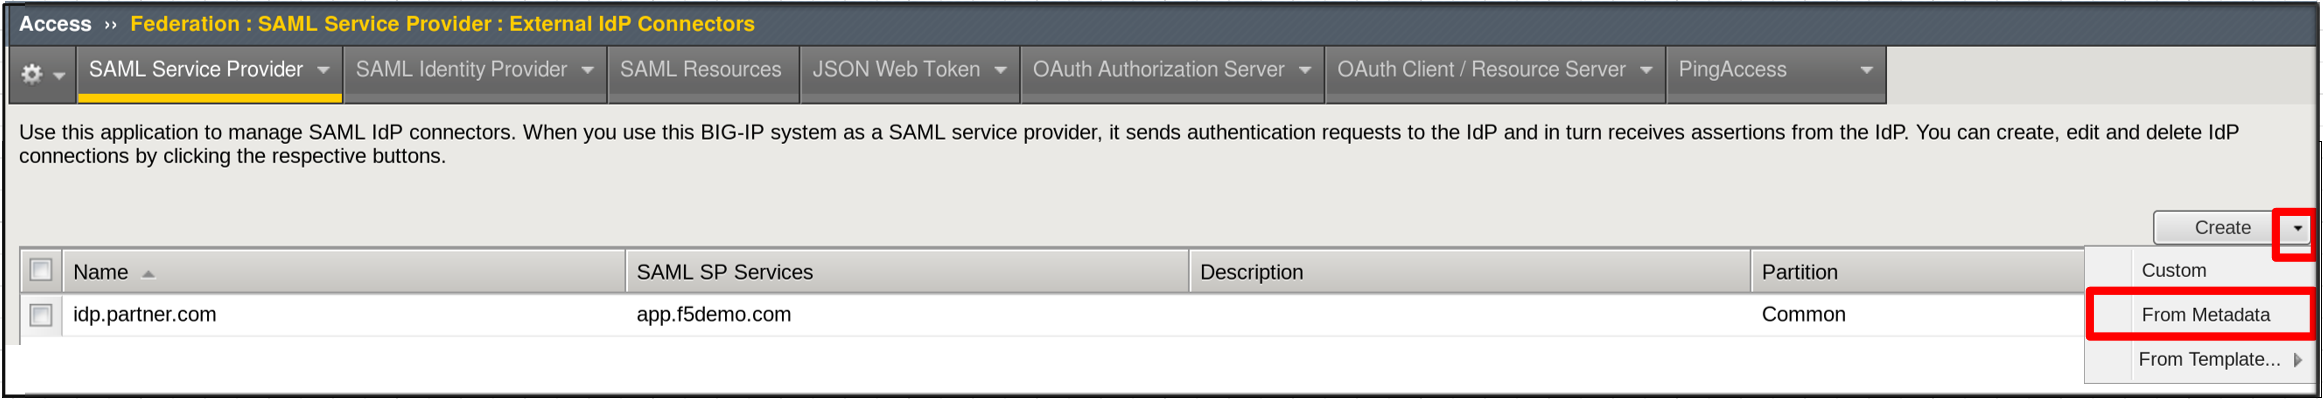 Access ›› Federation : SAML Service Provider : External IdP Connectors
SAML Service Provider SAML Identity Provider SAML Resources JSON Web Token OAuth Authorization Server OAuth Client / Resource Server PingAccess
Use this application to manage SAML IdP connectors. When you use this BIG-IP system as a SAML service provider, it sends authentication requests to the IdP and in turn receives assertions from the IdP. You can create, edit and delete IdP
connections by clicking the respective buttons.
Create
Name SAML SP Services Description Partition
Custom
idp.partner.com app.f5demo.com Common
From Metadata
From Template...